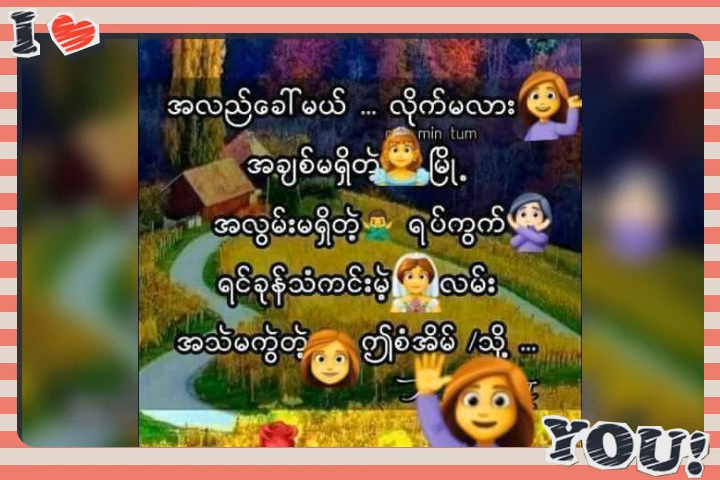 I
အလည်ခေါ်မယ် ... လိုက်မလား
min tum
အချစ်မရှိတဲ့ မြို့
အလွမ်းမရှိတဲ့ ရပ်ကွက်
ရင်ခုန်သံကင်းမဲ့ လမ်း
အသဲမကွဲတဲ့ ဤစံအိမ် /သို့ ...
YOU!